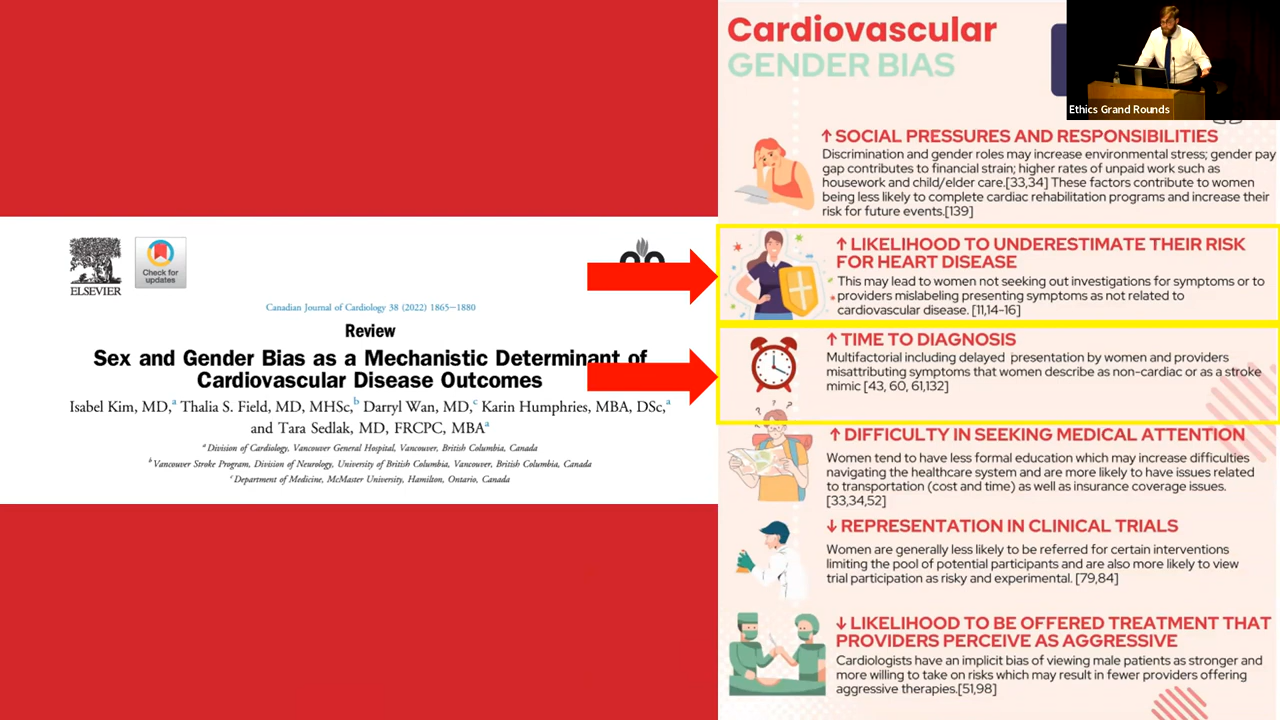 ELSEVIER
Check for
updates
Canadian Journal of Cardiology 38 (2022) 1865–1880
Review
Sex and Gender Bias as a Mechanistic Determinant of
Cardiovascular Disease Outcomes
Isabel Kim, MD,a Thalia S. Field, MD, MHSc,b Darryl Wan, MD,c Karin Humphries, MBA, DSc,a
and Tara Sedlak, MD, FRCPC, MBAa
a Division of Cardiology, Vancouver General Hospital, Vancouver, British Columbia, Canada
b Vancouver Stroke Program, Division of Neurology, University of British Columbia, Vancouver, British Columbia, Canada
c Department of Medicine, McMaster University, Hamilton, Ontario, Canada
Cardiovascular
GENDER BIAS
Ethics Grand Rounds
↑ SOCIAL PRESSURES AND RESPONSIBILITIES
Discrimination and gender roles may increase environmental stress; gender pay
gap contributes to financial strain; higher rates of unpaid work such as
housework and child/elder care.[33,34] These factors contribute to women
being less likely to complete cardiac rehabilitation programs and increase their
risk for future events.[139]
↑ LIKELIHOOD TO UNDERESTIMATE THEIR RISK
FOR HEART DISEASE
This may lead to women not seeking out investigations for symptoms or to
providers mislabeling presenting symptoms as not related to
cardiovascular disease. [11,14-16]
↑ TIME TO DIAGNOSIS
Multifactorial including delayed presentation by women and providers
misattributing symptoms that women describe as non-cardiac or as a stroke
mimic [43, 60, 61,132]
? ? ? ?
↑ DIFFICULTY IN SEEKING MEDICAL ATTENTION
Women tend to have less formal education which may increase difficulties
navigating the healthcare system and are more likely to have issues related
to transportation (cost and time) as well as insurance coverage issues.
[33,34,52]
↓ REPRESENTATION IN CLINICAL TRIALS
Women are generally less likely to be referred for certain interventions
limiting the pool of potential participants and are also more likely to view
trial participation as risky and experimental. [79,84]
↓ LIKELIHOOD TO BE OFFERED TREATMENT THAT
PROVIDERS PERCEIVE AS AGGRESSIVE
Cardiologists have an implicit bias of viewing male patients as stronger and
more willing to take on risks which may result in fewer providers offering
aggressive therapies.[51,98]